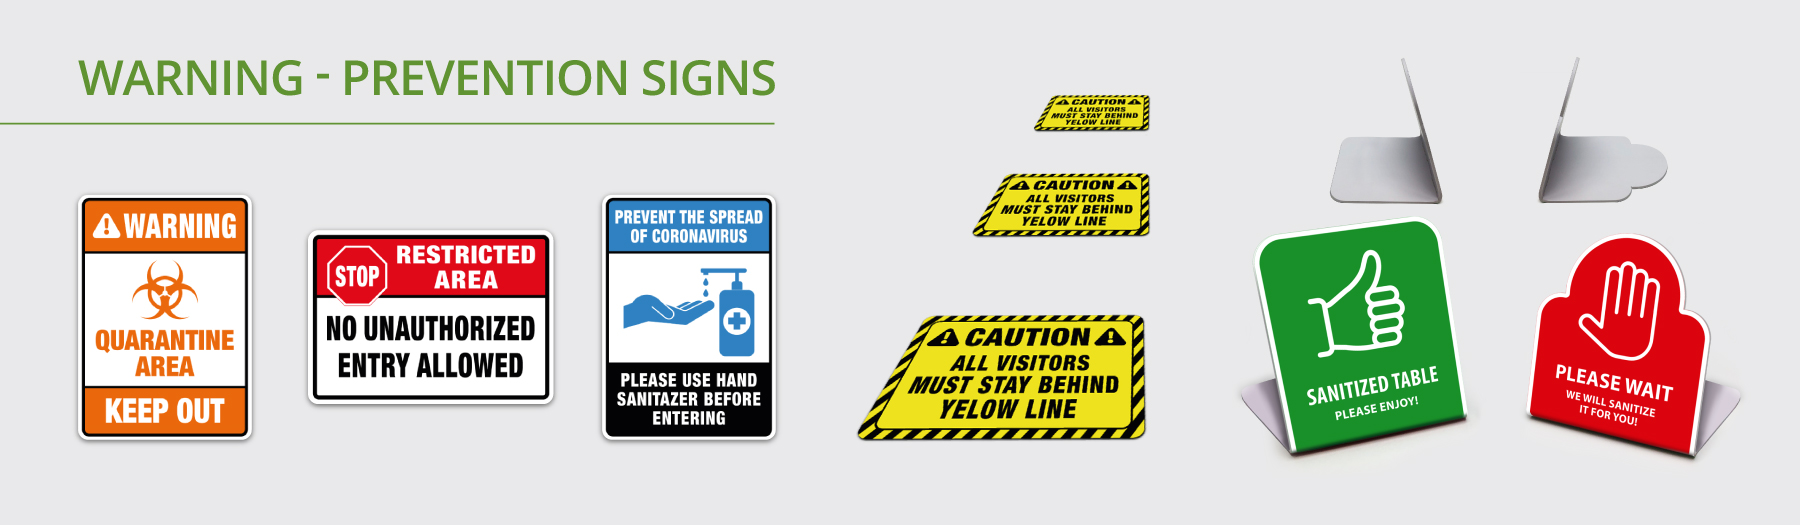 WARNING - PREVENTION SIGNS
WARNING
QUARANTINE
AREA
KEEP OUT
STOP
RESTRICTED
AREA
NO UNAUTHORIZED
ENTRY ALLOWED
PREVENT THE SPREAD
OF CORONAVIRUS
PLEASE USE HAND
SANITAZER BEFORE
ENTERING
CAUTION
ALL VISITORS
MUST STAY BEHIND
YELOW LINE
CAUTION
ALL VISITORS
MUST STAY BEHIND
YELOW LINE
CAUTION
ALL VISITORS
MUST STAY BEHIND
YELOW LINE
SANITIZED TABLE
PLEASE ENJOY!
PLEASE WAIT
WE WILL SANITIZE
IT FOR YOU!